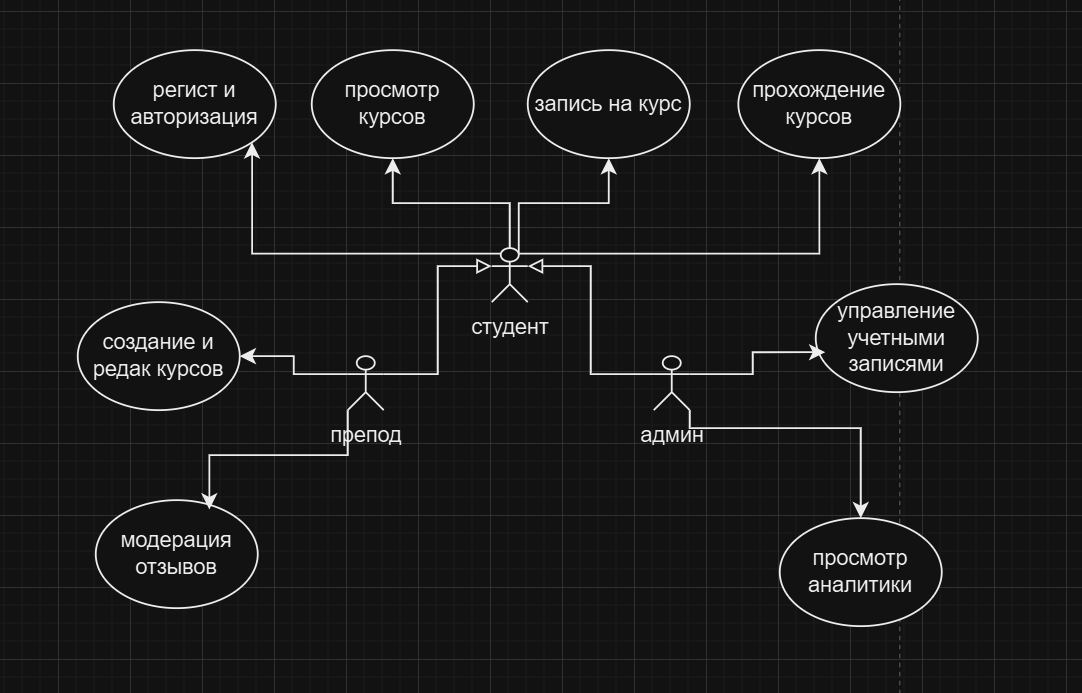 регист и
авторизация
просмотр
курсов
запись на курс
прохождение
курсов
студент
создание и
редак курсов
управление
учетными
записями
препод
админ
модерация
отзывов
просмотр
аналитики